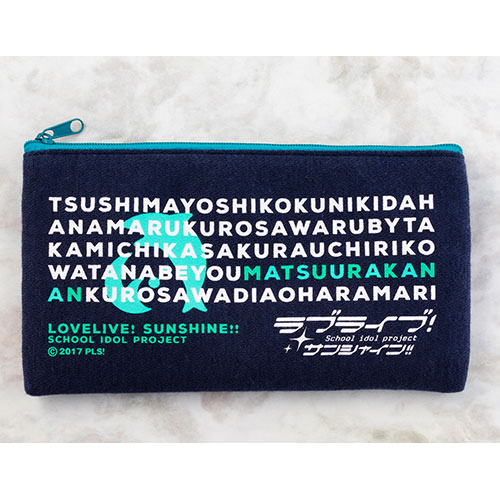 TSUSHIMAYOSHIKOKUNIKIDAH
ANAMARUKUROSAWARUBYTA
KAMICHIKASAKURAUCHIRIKO
WATANABEYOUMATSUURAKAN
ANKUROSAWADIAOHARAMARI
LOVELIVE! SUNSHINE!!
SCHOOL IDOL PROJECT
©2017 PLS!
ラブライブ!
School idol project
サンシャイン!!